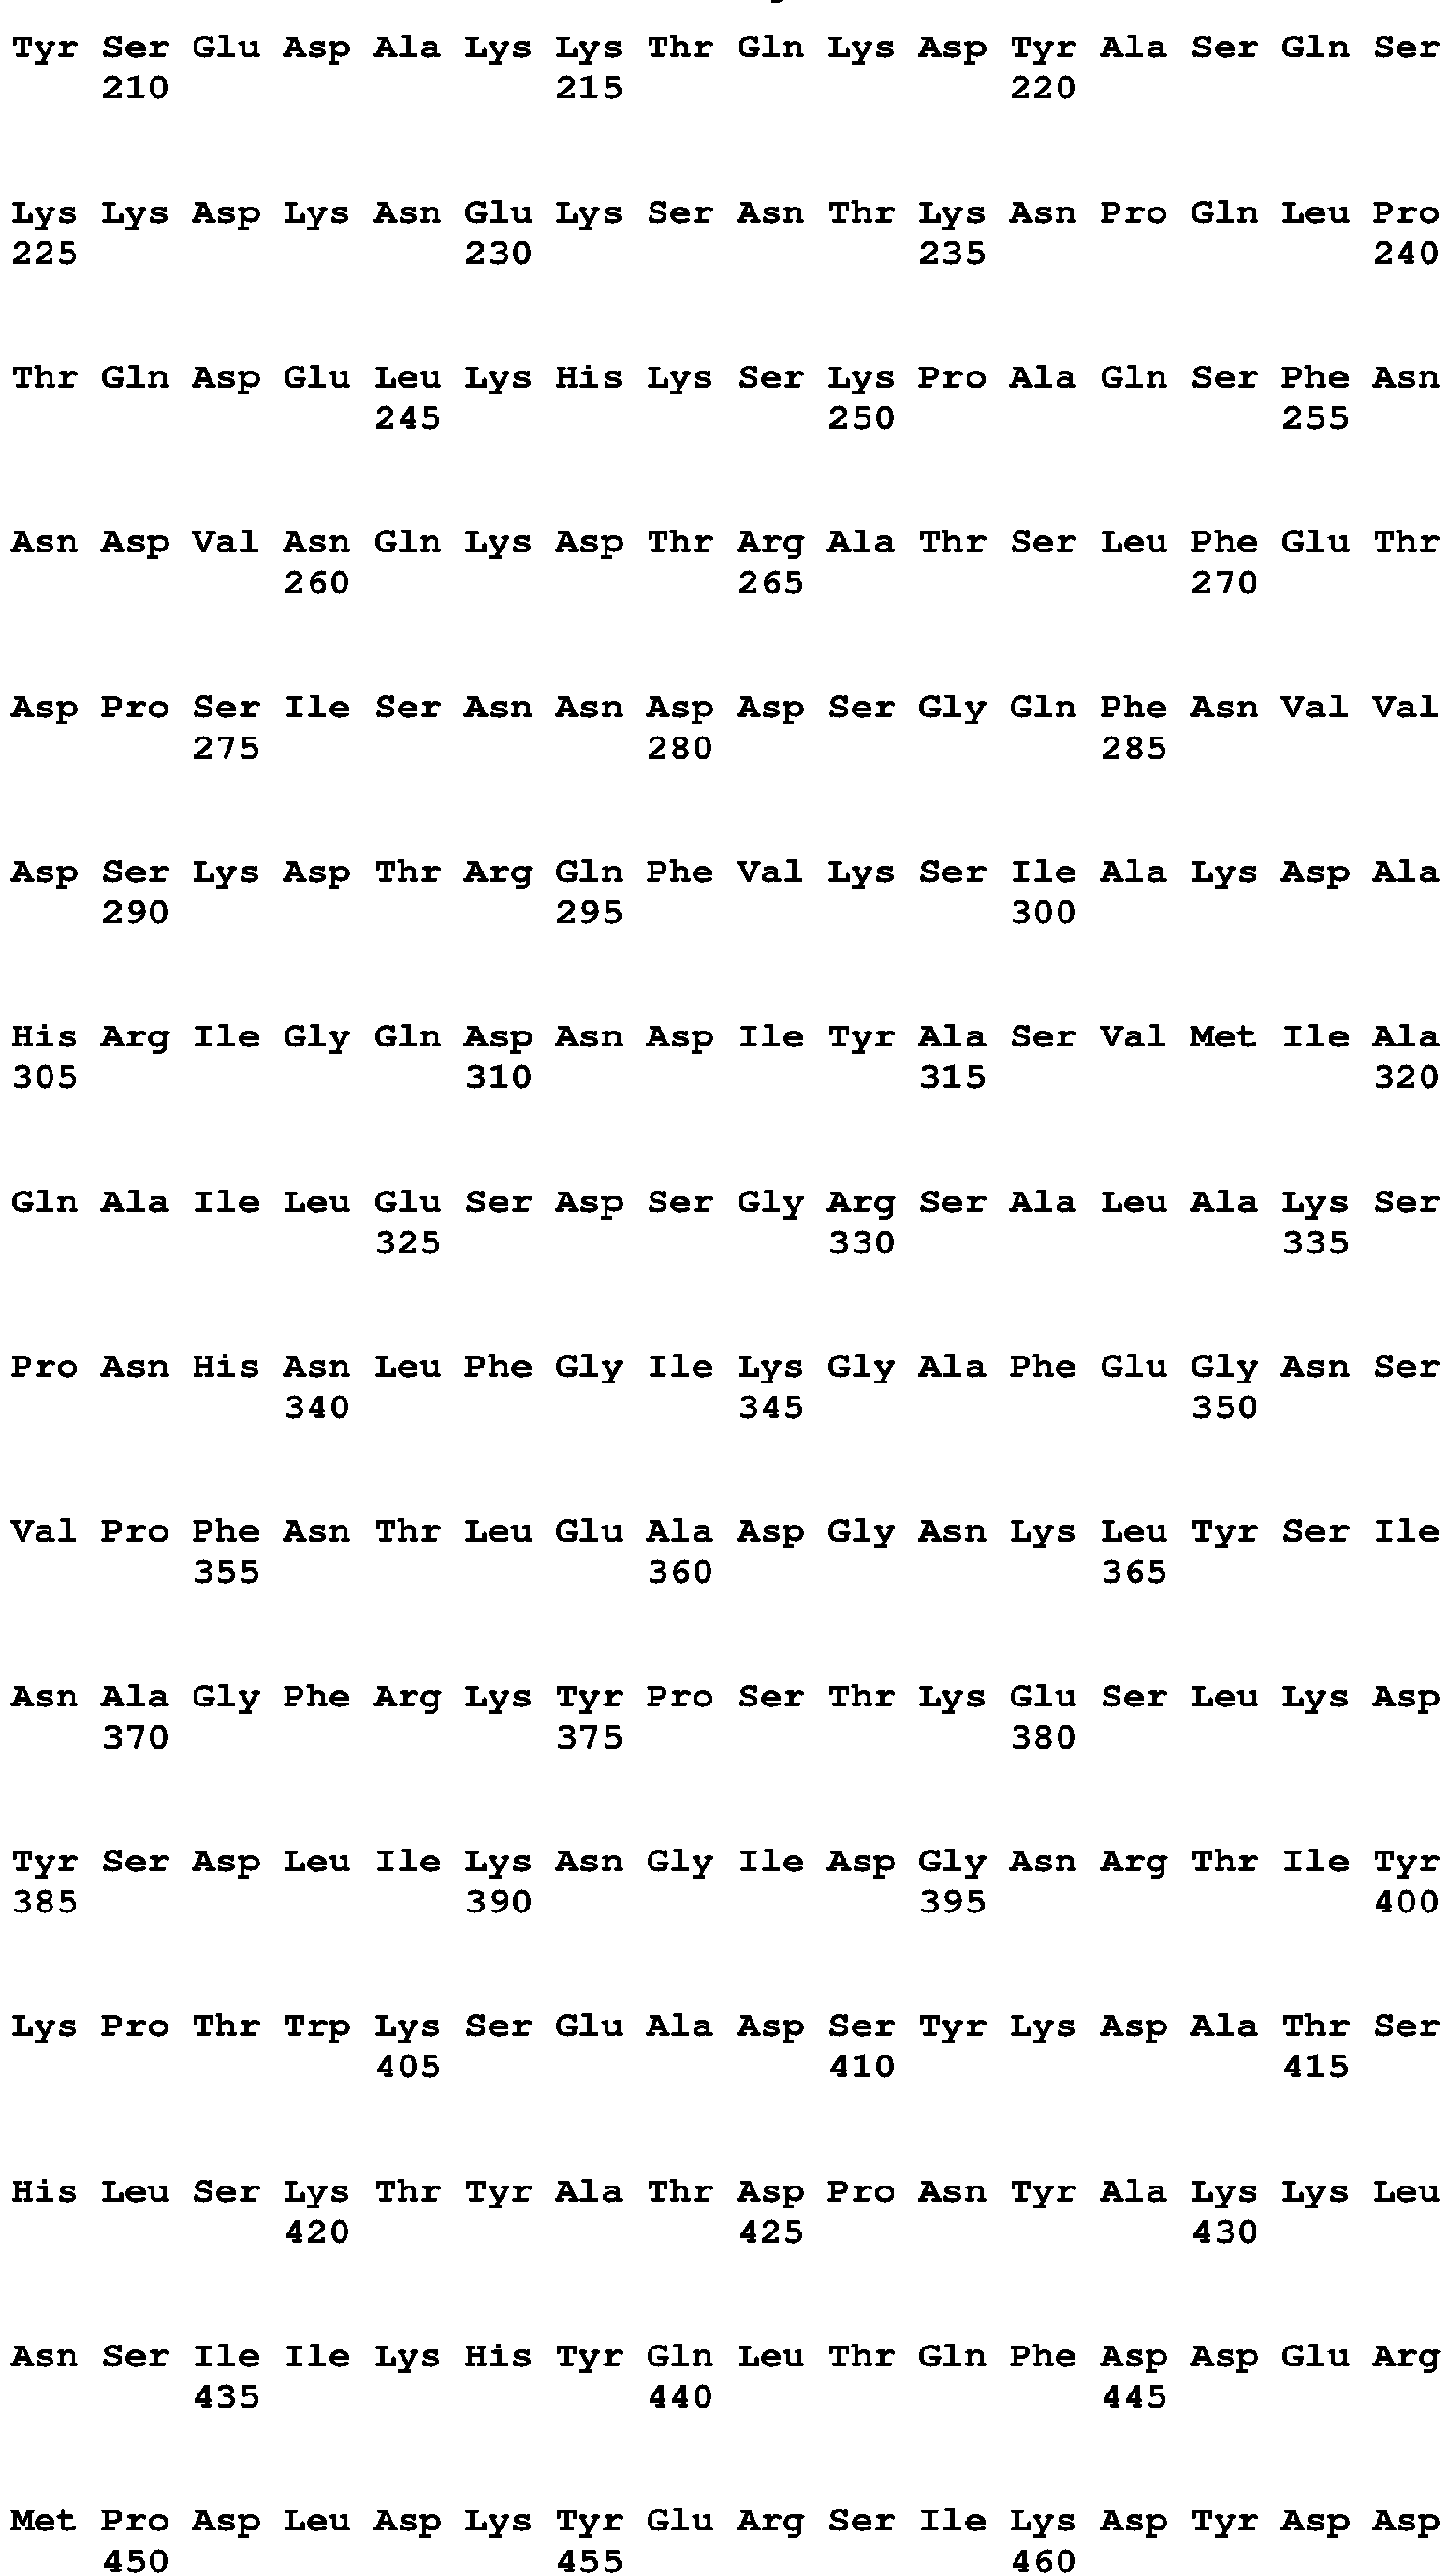 Tyr Ser Glu Asp Ala Lys Lys Thr Gln Lys Asp Tyr Ala Ser Gln Ser
210 215 220
Lys Lys Asp Lys Asn Glu Lys Ser Asn Thr Lys Asn Pro Gln Leu Pro
225 230 235 240
Thr Gln Asp Glu Leu Lys His Lys Ser Lys Pro Ala Gln Ser Phe Asn
245 250 255
Asn Asp Val Asn Gln Lys Asp Thr Arg Ala Thr Ser Leu Phe Glu Thr
260 265 270
Asp Pro Ser Ile Ser Asn Asn Asp Asp Ser Gly Gln Phe Asn Val Val
275 280 285
Asp Ser Lys Asp Thr Arg Gln Phe Val Lys Ser Ile Ala Lys Asp Ala
290 295 300
His Arg Ile Gly Gln Asp Asn Asp Ile Tyr Ala Ser Val Met Ile Ala
305 310 315 320
Gln Ala Ile Leu Glu Ser Asp Ser Gly Arg Ser Ala Leu Ala Lys Ser
325 330 335
Pro Asn His Asn Leu Phe Gly Ile Lys Gly Ala Phe Glu Gly Asn Ser
340 345 350
Val Pro Phe Asn Thr Leu Glu Ala Asp Gly Asn Lys Leu Tyr Ser Ile
355 360 365
Asn Ala Gly Phe Arg Lys Tyr Pro Ser Thr Lys Glu Ser Leu Lys Asp
370 375 380
Tyr Ser Asp Leu Ile Lys Asn Gly Ile Asp Gly Asn Arg Thr Ile Tyr
385 390 395 400
Lys Pro Thr Trp Lys Ser Glu Ala Asp Ser Tyr Lys Asp Ala Thr Ser
405 410 415
His Leu Ser Lys Thr Tyr Ala Thr Asp Pro Asn Tyr Ala Lys Lys Leu
420 425 430
Asn Ser Ile Ile Lys His Tyr Gln Leu Thr Gln Phe Asp Asp Glu Arg
435 440 445
Met Pro Asp Leu Asp Lys Tyr Glu Arg Ser Ile Lys Asp Tyr Asp Asp
450 455 460